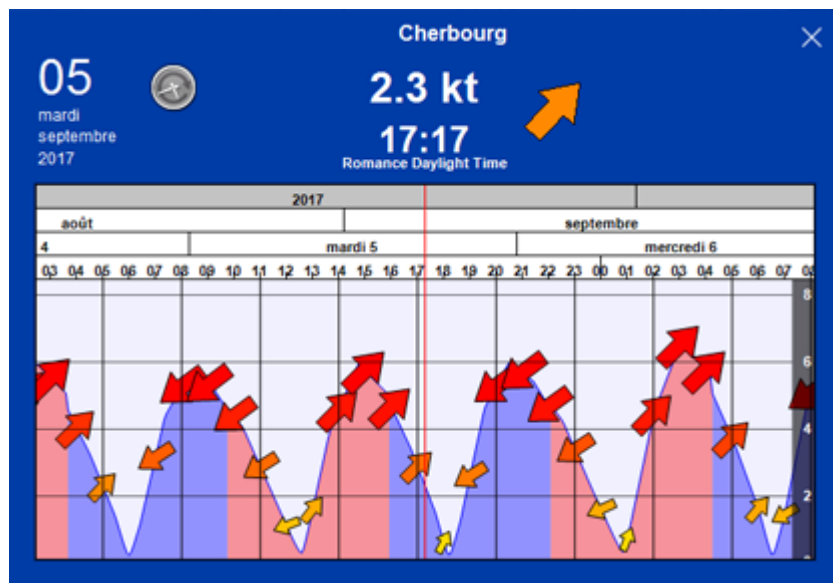 Cherbourg
05
mardi
septembre
2017
2.3 kt
17:17
Romance Daylight Time
2017
août septembre
4 mardi 5 mercredi 6
03 04 05 06 07 08 09 10 11 12 13 14 15 16 17 18 19 20 21 22 23 00 01 02 03 04 05 06 07
8
6
4
2